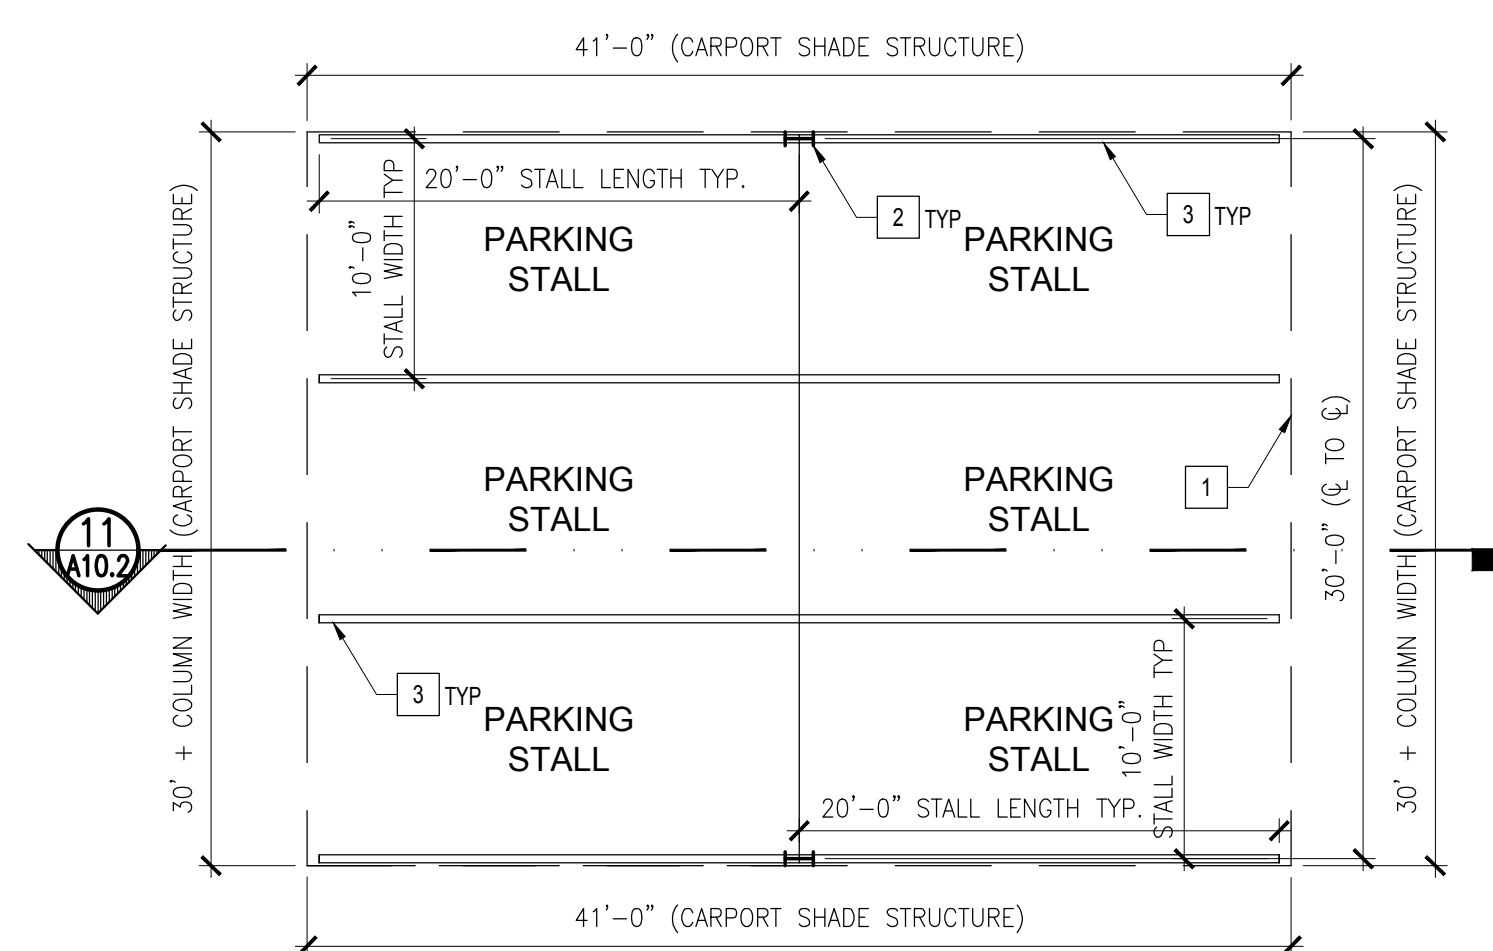 41'-0" (CARPORT SHADE STRUCTURE)
20'-0" STALL LENGTH TYP.
10'-0"
STALL WIDTH TYP
PARKING
STALL
2 TYP
PARKING
STALL
3 TYP
30' + COLUMN WIDTH (CARPORT SHADE STRUCTURE)
PARKING
STALL
PARKING
STALL
1
30'-0" (℄ TO ℄)
30' + COLUMN WIDTH (CARPORT SHADE STRUCTURE)
11
A10.2
3 TYP
PARKING
STALL
PARKING
STALL
10'-0"
STALL WIDTH TYP
20'-0" STALL LENGTH TYP.
41'-0" (CARPORT SHADE STRUCTURE)